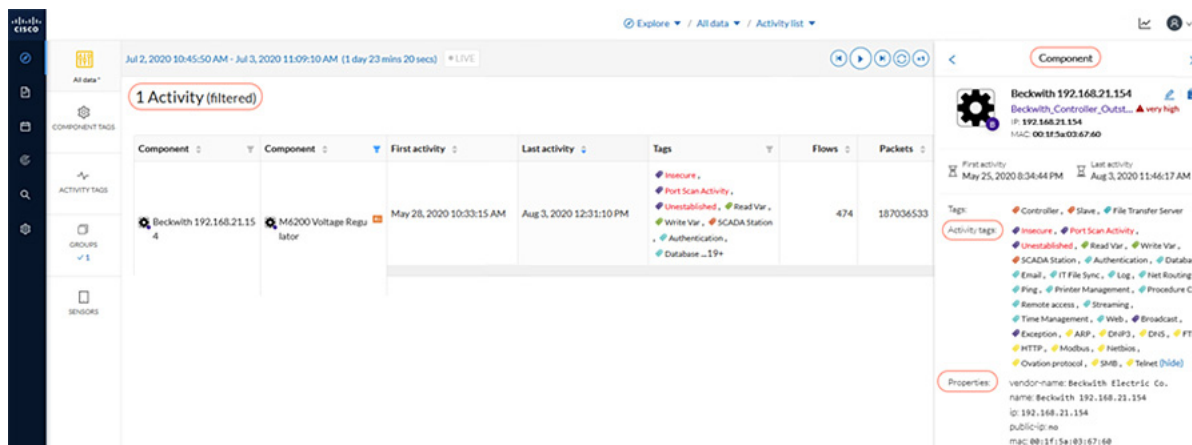 cisco
Explore / All data / Activity list
All data *
COMPONENT TAGS
ACTIVITY TAGS
GROUPS
1
SENSORS
Jul 2, 2020 10:45:50 AM - Jul 3, 2020 11:09:10 AM (1 day 23 mins 20 secs) LIVE
1 Activity (filtered)
Component Component First activity Last activity Tags Flows Packets
Beckwith 192.168.21.15
4
M6200 Voltage Regu
lator
May 28, 2020 10:33:15 AM
Aug 3, 2020 12:31:10 PM
Insecure,
Port Scan Activity,
Unestablished, Read Var,
Write Var, SCADA Station
, Authentication,
Database ...19+
474
187036533
Component
Beckwith 192.168.21.154
Beckwith_Controller_Outst... very high
IP: 192.168.21.154
MAC: 00:1f:5a:03:67:60
First activity
May 25, 2020 8:34:44 PM
Last activity
Aug 3, 2020 11:46:17 AM
Tags: Controller, Slave, File Transfer Server
Activity tags: Insecure, Port Scan Activity,
Unestablished, Read Var, Write Var,
SCADA Station, Authentication, Databa
Email, IT File Sync, Log, Net Routing
Ping, Printer Management, Procedure C
Remote access, Streaming,
Time Management, Web, Broadcast,
Exception, ARP, DNP3, DNS, FT
HTTP, Modbus, Netbios,
Ovation protocol, SMB, Telnet (hide)
Properties: vendor-name: Beckwith Electric Co.
name: Beckwith 192.168.21.154
ip: 192.168.21.154
public-ip: no
mac: 00:1f:5a:03:67:60